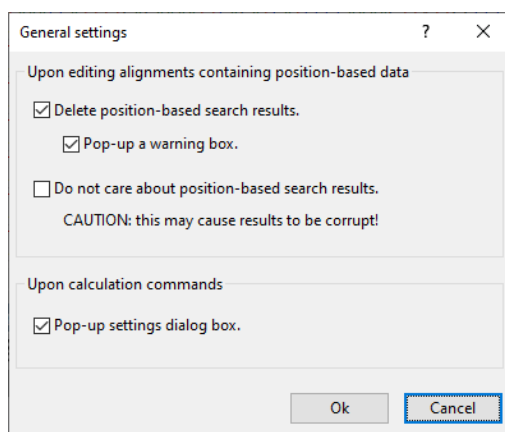 General settings
?
Upon editing alignments containing position-based data
Delete position-based search results.
Pop-up a warning box.
Do not care about position-based search results.
CAUTION: this may cause results to be corrupt!
Upon calculation commands
Pop-up settings dialog box.
Ok
Cancel